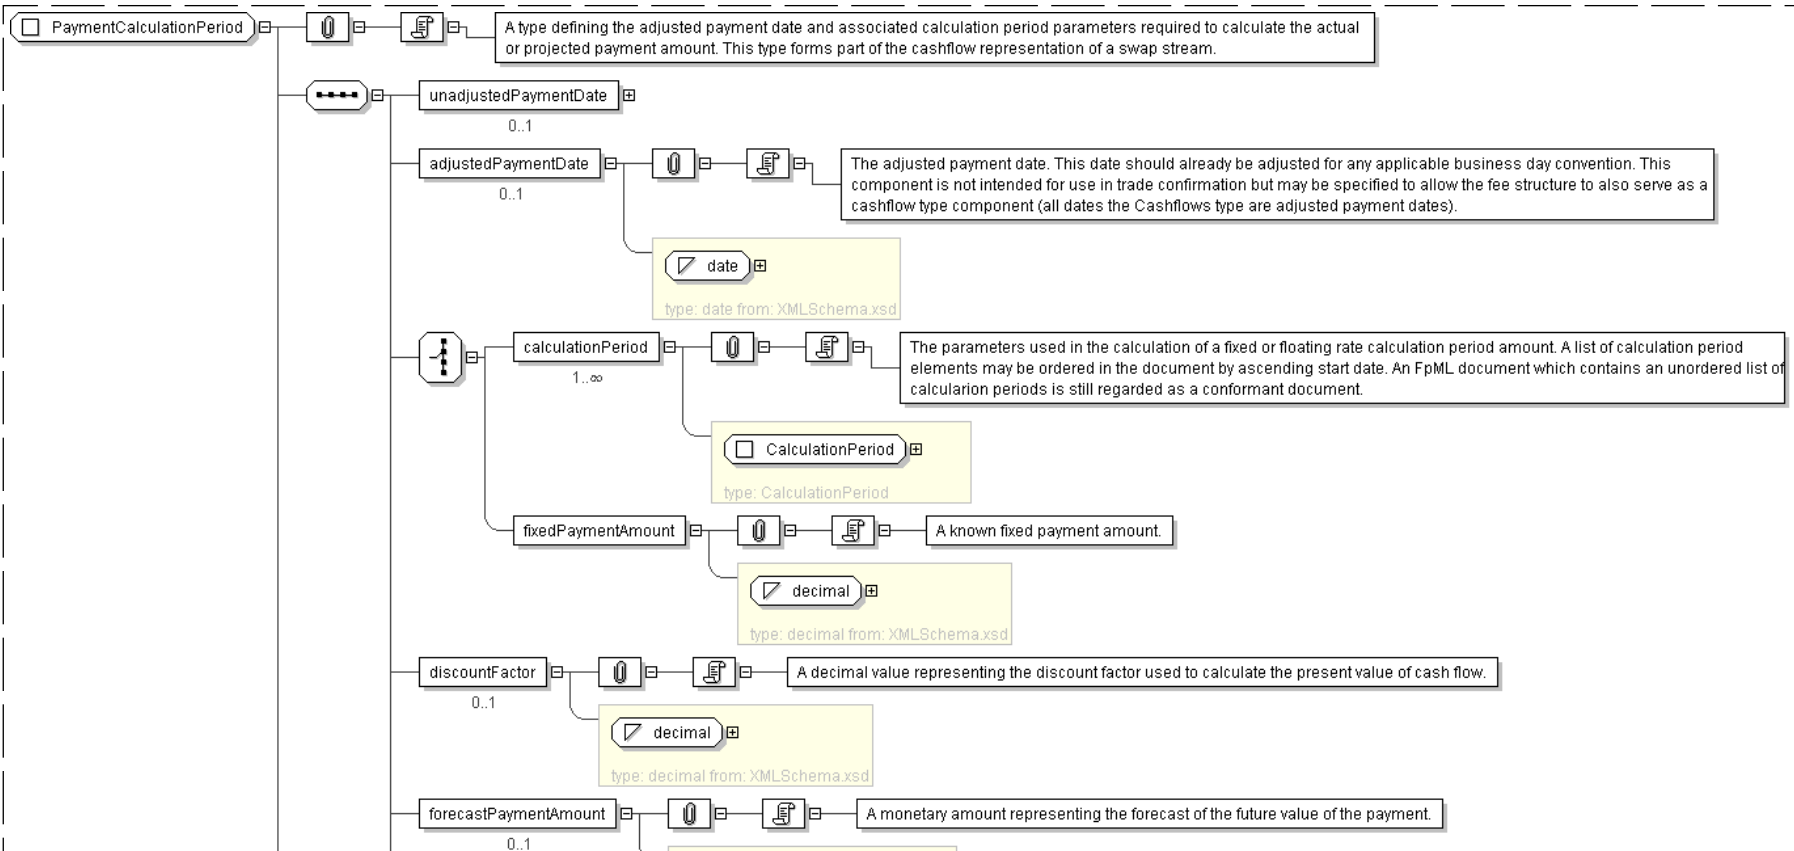 PaymentCalculationPeriod
A type defining the adjusted payment date and associated calculation period parameters required to calculate the actual
or projected payment amount. This type forms part of the cashflow representation of a swap stream.
unadjustedPaymentDate
0..1
adjustedPaymentDate
0..1
The adjusted payment date. This date should already be adjusted for any applicable business day convention. This
component is not intended for use in trade confirmation but may be specified to allow the fee structure to also serve as a
cashflow type component (all dates the Cashflows type are adjusted payment dates).
date
type: date from: XMLSchema.xsd
calculationPeriod
1..∞
The parameters used in the calculation of a fixed or floating rate calculation period amount. A list of calculation period
elements may be ordered in the document by ascending start date. An FpML document which contains an unordered list of
calcularion periods is still regarded as a conformant document.
CalculationPeriod
type: CalculationPeriod
fixedPaymentAmount
A known fixed payment amount.
decimal
type: decimal from: XMLSchema.xsd
discountFactor
0..1
A decimal value representing the discount factor used to calculate the present value of cash flow.
decimal
type: decimal from: XMLSchema.xsd
forecastPaymentAmount
0..1
A monetary amount representing the forecast of the future value of the payment.